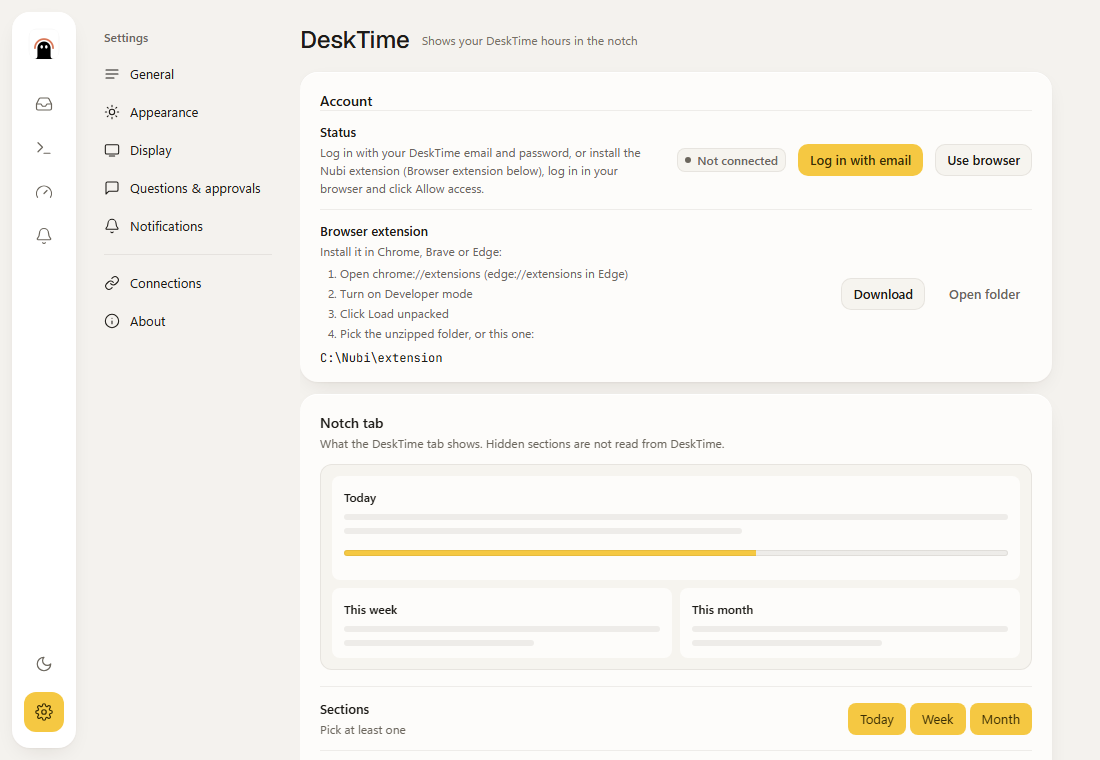 Settings
General
Appearance
Display
Questions & approvals
Notifications
Connections
About
DeskTime
Shows your DeskTime hours in the notch
Account
Status
Log in with your DeskTime email and password, or install the
Nubi extension (Browser extension below), log in in your
browser and click Allow access.
Not connected
Log in with email
Use browser
Browser extension
Install it in Chrome, Brave or Edge:
1. Open chrome://extensions (edge://extensions in Edge)
2. Turn on Developer mode
3. Click Load unpacked
4. Pick the unzipped folder, or this one:
C:\Nubi\extension
Download
Open folder
Notch tab
What the DeskTime tab shows. Hidden sections are not read from DeskTime.
Today
This week
This month
Sections
Pick at least one
Today
Week
Month